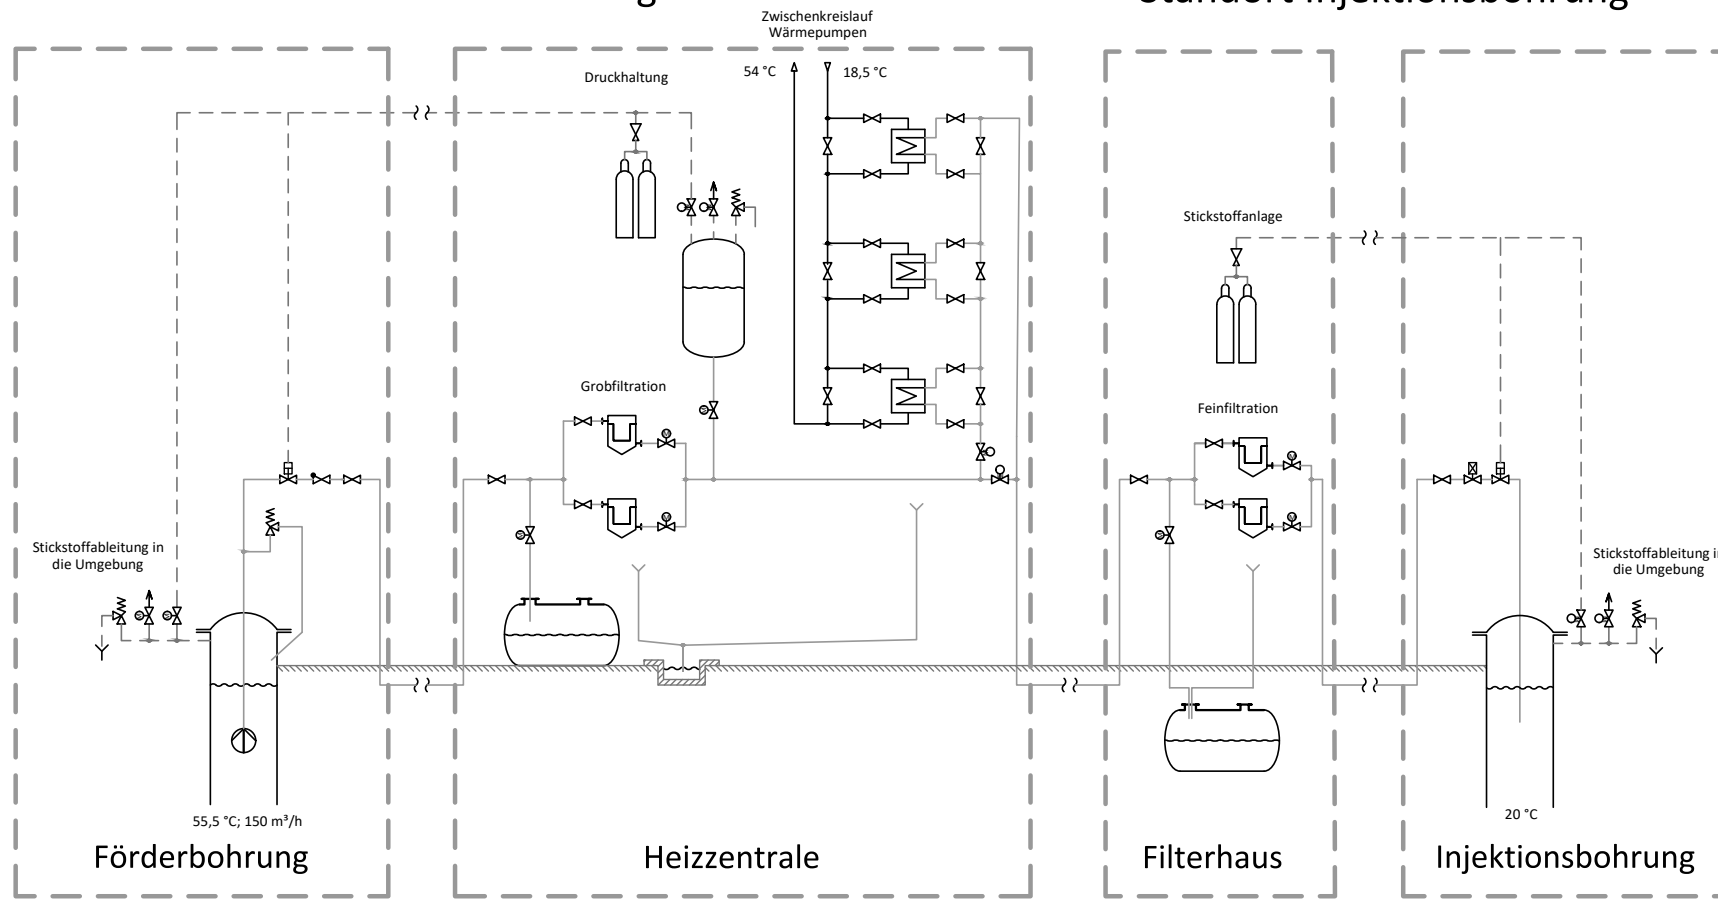 Standort Injektionsbohrung
Zwischenkreislauf
Wärmepumpen
54 °C
18,5 °C
Druckhaltung
Stickstoffanlage
Grobfiltration
Feinfiltration
Stickstoffableitung in
die Umgebung
Stickstoffableitung i
die Umgebung
55,5 °C; 150 m³/h
20 °C
Förderbohrung
Heizzentrale
Filterhaus
Injektionsbohrung